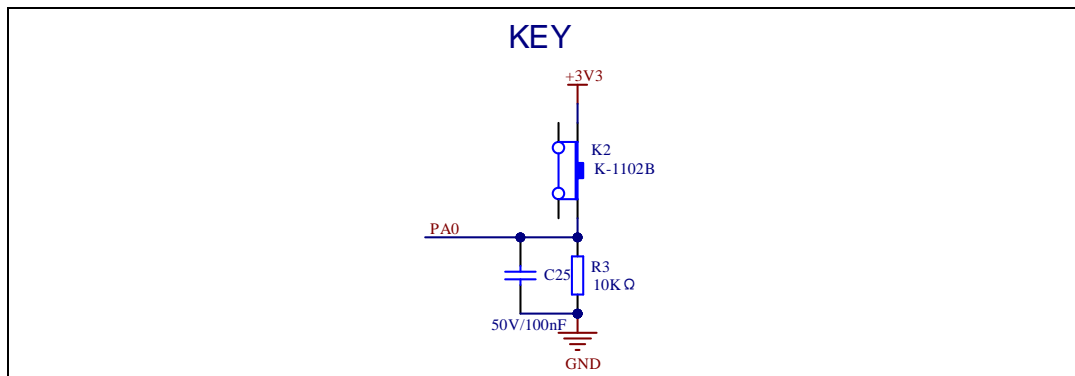 KEY
+3V3
K2
K-1102B
PA0
C25
R3
10KΩ
50V/100nF
GND